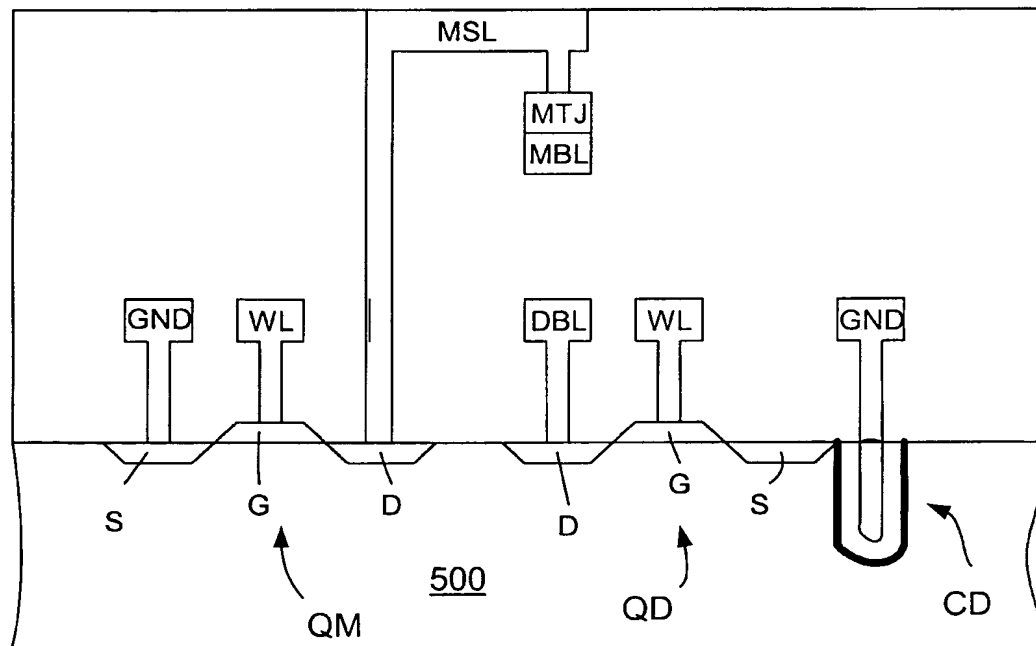 MSL
MTJ
MBL
GND WL DBL WL GND
S G D D G S
500
QM QD CD